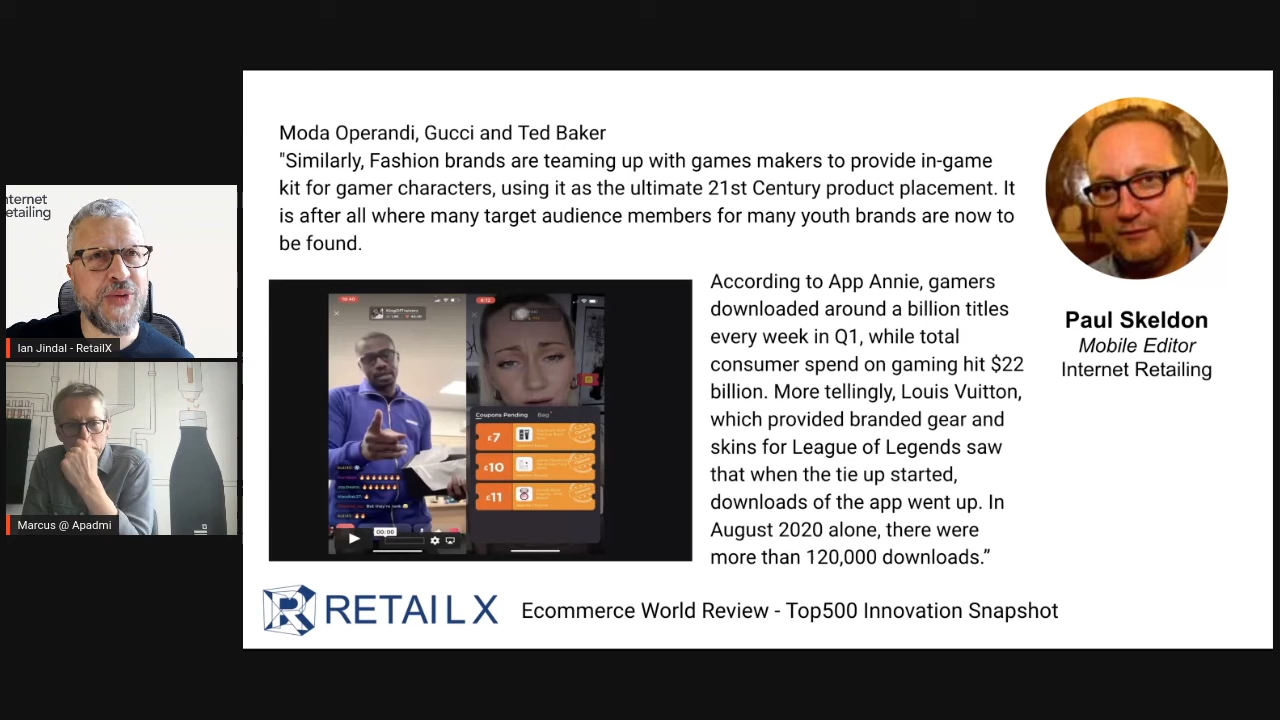 Moda Operandi, Gucci and Ted Baker
"Similarly, Fashion brands are teaming up with games makers to provide in-game
kit for gamer characters, using it as the ultimate 21st Century product placement. It
is after all where many target audience members for many youth brands are now to
be found.
According to App Annie, gamers
downloaded around a billion titles
every week in Q1, while total
consumer spend on gaming hit $22
billion. More tellingly, Louis Vuitton,
which provided branded gear and
skins for League of Legends saw
that when the tie up started,
downloads of the app went up. In
August 2020 alone, there were
more than 120,000 downloads.”
Paul Skeldon
Mobile Editor
Internet Retailing
nternet
etailing
Ian Jindal - RetailX
Marcus @ Apadmi
Coupons Pending
Bag
£7
£10
£11
00:00
RETAIL X
Ecommerce World Review - Top500 Innovation Snapshot